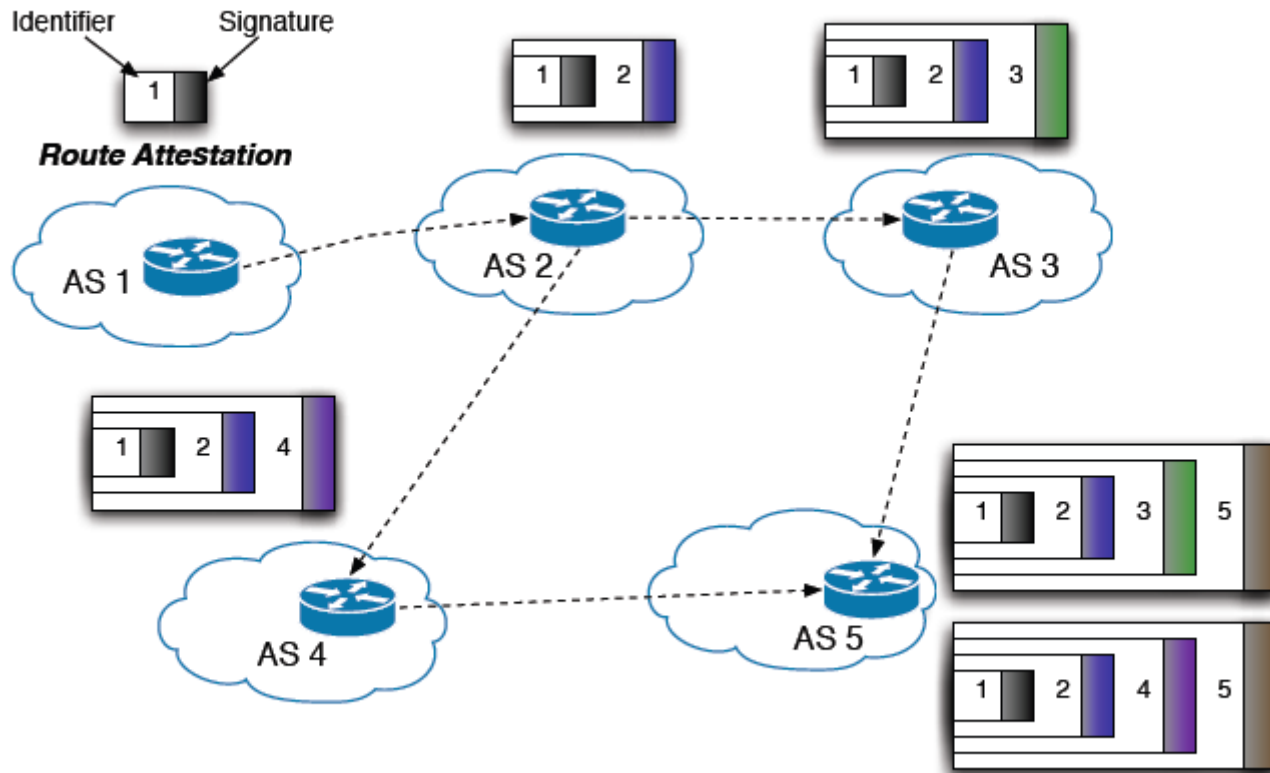 Identifier Signature
1
Route Attestation
1 2
1 2 3
AS 1
AS 2
AS 3
1 2 4
AS 4
AS 5
1 2 3 5
1 2 4 5